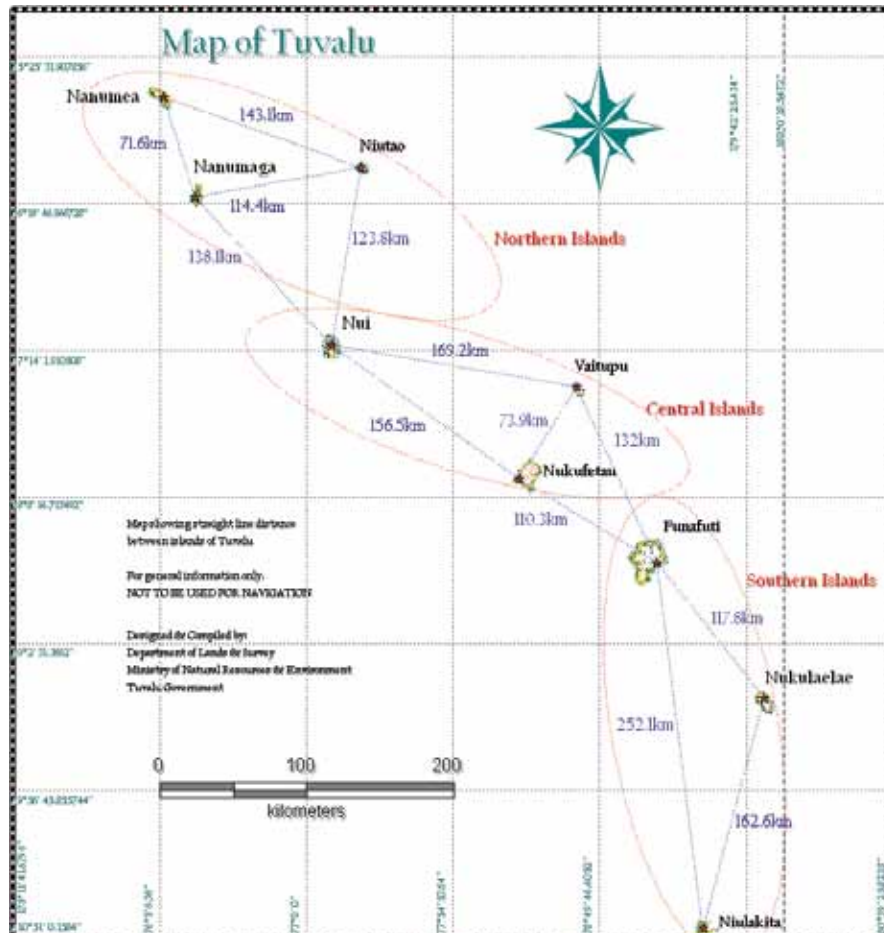 Map of Tuvalu
Nanumea
143.1km
Niutao
71.6km
Nanumaga
114.4km
123.8km
138.1km
Northern Islands
Nui
169.2km
Vaitupu
Central Islands
73.9km
132km
156.5km
Nukufetau
110.3km
Funafuti
Map showing straight line distance
between islands of Tuvalu
For general information only.
NOT TO BE USED FOR NAVIGATION
Southern Islands
117.8km
Designed & Compiled by:
Department of Lands & Survey
Ministry of Natural Resources & Environment
Tuvalu Government
Nukulaelae
252.1km
0 100 200
kilometers
162.6km
Niulakita